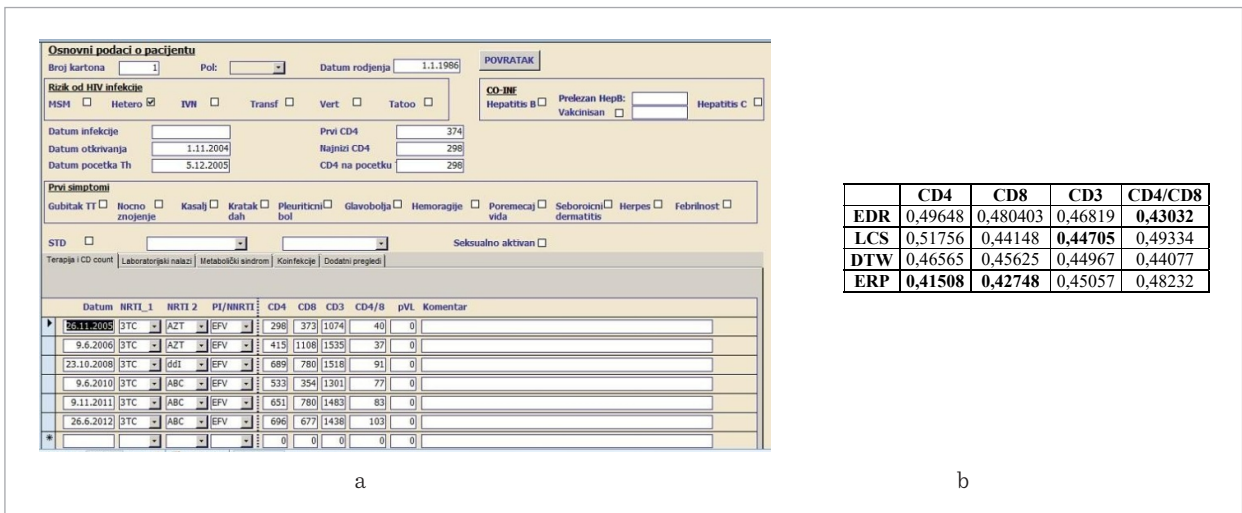 Osnovni podaci o pacijentu
Broj kartona 1 Pol: Datum rodjenja 1.1.1986 POVRATAK
Rizik od HIV infekcije
MSM Hetero IVN Transf Vert Tatoo
CO-INF
Hepatitis B Prelezan HepB: Hepatitis C
Vakcinisan
Datum infekcije Prvi CD4 374
Datum otkrivanja 1.11.2004 Najnizi CD4 298
Datum pocetka Th 5.12.2005 CD4 na pocetku 298
Prvi simptomi
Gubitak TT Nocno znojenje Kasalj Kratak dah Pleuriticni bol Glavobolja Hemoragije Poremecaj vida Seboroicni dermatitis Herpes Febrilnost
STD Seksualno aktivan
Terapija i CD count Laboratorijski nalazi Metabolički sindrom Koinfekcije Dodatni pregledi
Datum NRTI_1 NRTI 2 PI/NNRTI CD4 CD8 CD3 CD4/8 pVL Komentar
26.11.2005 3TC AZT EFV 298 373 1074 40 0
9.6.2006 3TC AZT EFV 415 1108 1535 37 0
23.10.2008 3TC ddI EFV 689 780 1518 91 0
9.6.2010 3TC ABC EFV 533 354 1301 77 0
9.11.2011 3TC ABC EFV 651 780 1483 83 0
26.6.2012 3TC ABC EFV 696 677 1438 103 0
* 0 0 0 0 0
a
CD4 CD8 CD3 CD4/CD8
EDR 0,49648 0,480403 0,46819 0,43032
LCS 0,51756 0,44148 0,44705 0,49334
DTW 0,46565 0,45625 0,44967 0,44077
ERP 0,41508 0,42748 0,45057 0,48232
b